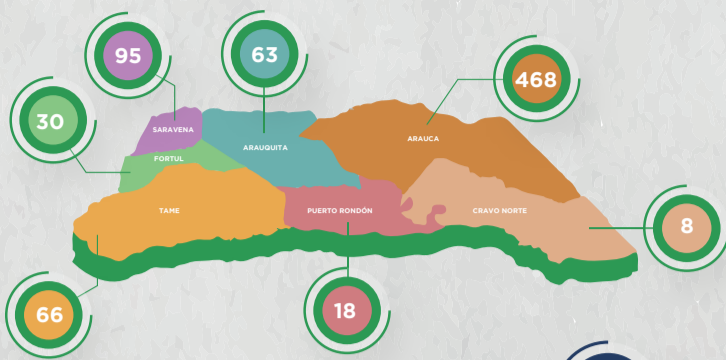 95
63
468
30
SARAVENA
ARAUCA
ARAUQUITA
FORTUL
TAME
PUERTO RONDÓN
CRAVO NORTE
8
66
18